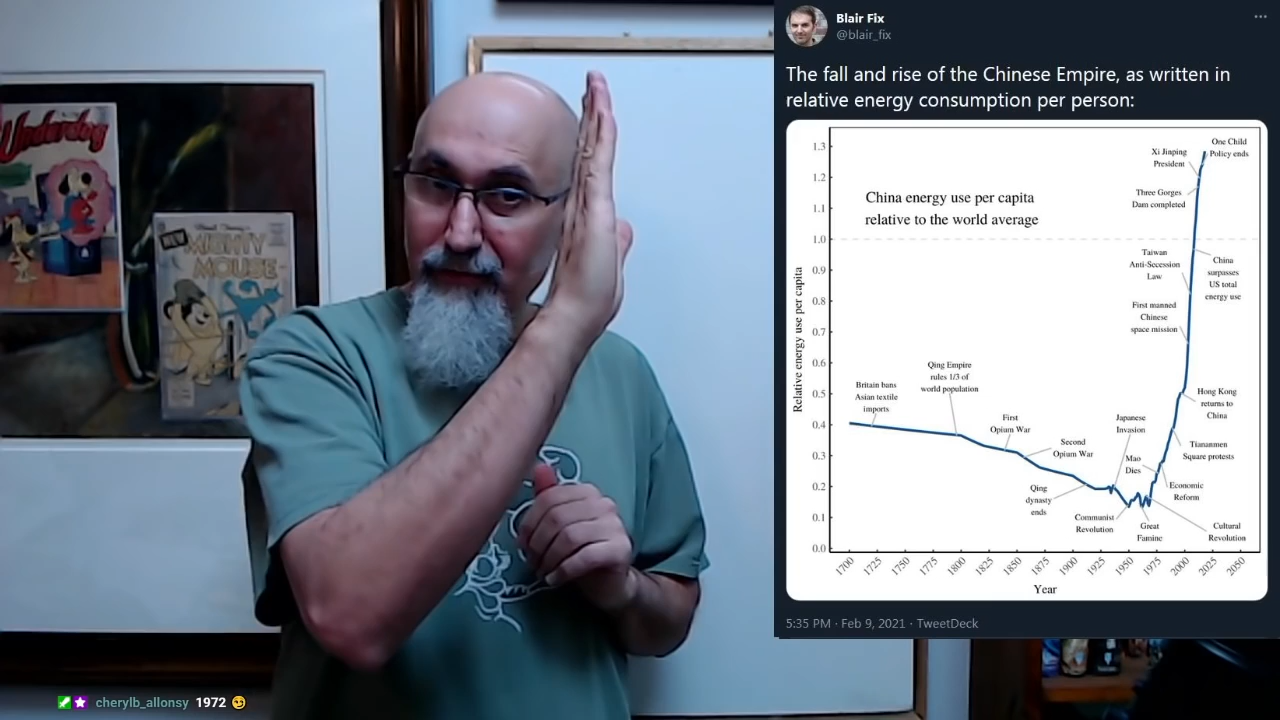 Blair Fix
@blair_fix
The fall and rise of the Chinese Empire, as written in
relative energy consumption per person:
China energy use per capita
relative to the world average
Relative energy use per capita
1.3
1.2
1.1
1.0
0.9
0.8
0.7
0.6
0.5
0.4
0.3
0.2
0.1
0.0
One Child
Policy ends
Xi Jinping
President
Three Gorges
Dam completed
Taiwan
Anti-Secession
Law
China
surpasses
US total
energy use
First manned
Chinese
space mission
Qing Empire
rules 1/3 of
world population
Britain bans
Asian textile
imports
Hong Kong
returns to
China
First
Opium War
Japanese
Invasion
Second
Opium War
Tiananmen
Square protests
Mao
Dies
Qing
dynasty
ends
Economic
Reform
Communist
Revolution
Great
Famine
Cultural
Revolution
1700
1725
1750
1775
1800
1825
1850
1875
1900
1925
1950
1975
2000
2025
2050
Year
5:35 PM · Feb 9, 2021 · TweetDeck
Underdog
NEW
MIGHTY
MOUSE
cherylb_allonsy 1972